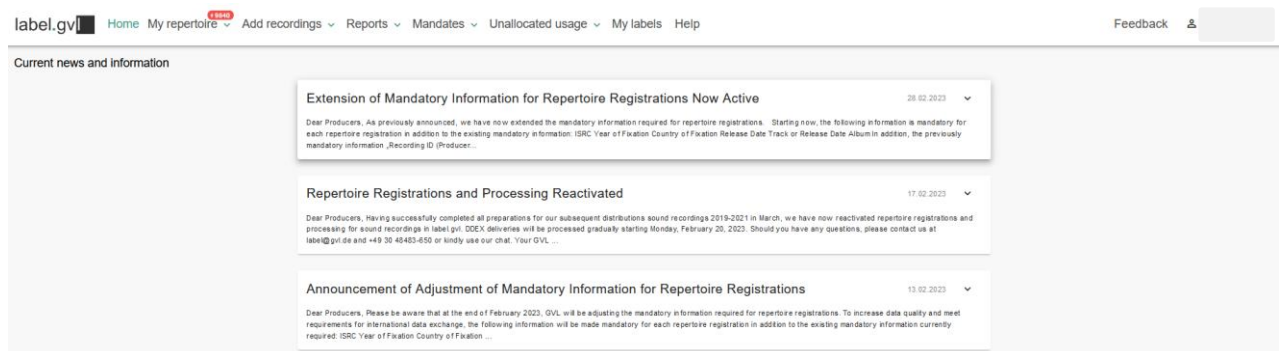 label.gvl
Home My repertoire Add recordings Reports Mandates Unallocated usage My labels Help Feedback
Current news and information
Extension of Mandatory Information for Repertoire Registrations Now Active 28.02.2023
Dear Producers, As previously announced, we have now extended the mandatory information required for repertoire registrations. Starting now, the following information is mandatory for
each repertoire registration in addition to the existing mandatory information: ISRC Year of Fixation Country of Fixation Release Date Track or Release Date Album In addition, the previously
mandatory information „Recording ID (Producer...
Repertoire Registrations and Processing Reactivated 17.02.2023
Dear Producers, Having successfully completed all preparations for our subsequent distributions sound recordings 2019-2021 in March, we have now reactivated repertoire registrations and
processing for sound recordings in label.gvl. DDEX deliveries will be processed gradually starting Monday, February 20, 2023. Should you have any questions, please contact us at
label@gvl.de and +49 30 48483-650 or kindly use our chat. Your GVL ...
Announcement of Adjustment of Mandatory Information for Repertoire Registrations 13.02.2023
Dear Producers, Please be aware that at the end of February 2023, GVL will be adjusting the mandatory information required for repertoire registrations. To increase data quality and meet
requirements for international data exchange, the following information will be made mandatory for each repertoire registration in addition to the existing mandatory information currently
required: ISRC Year of Fixation Country of Fixation ...